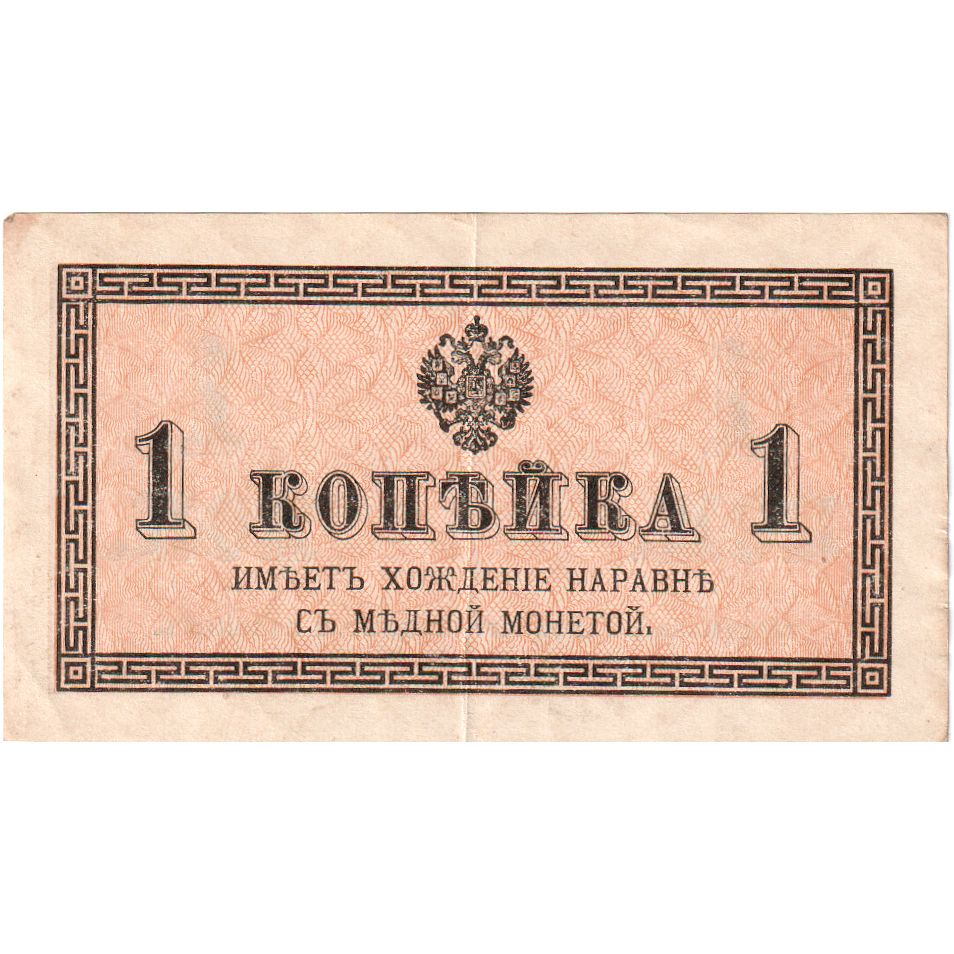 1 КОПѢЙКА 1
ИМѢЕТЪ ХОЖДЕНІЕ НАРАВНѢ
СЪ МѢДНОЙ МОНЕТОЙ.